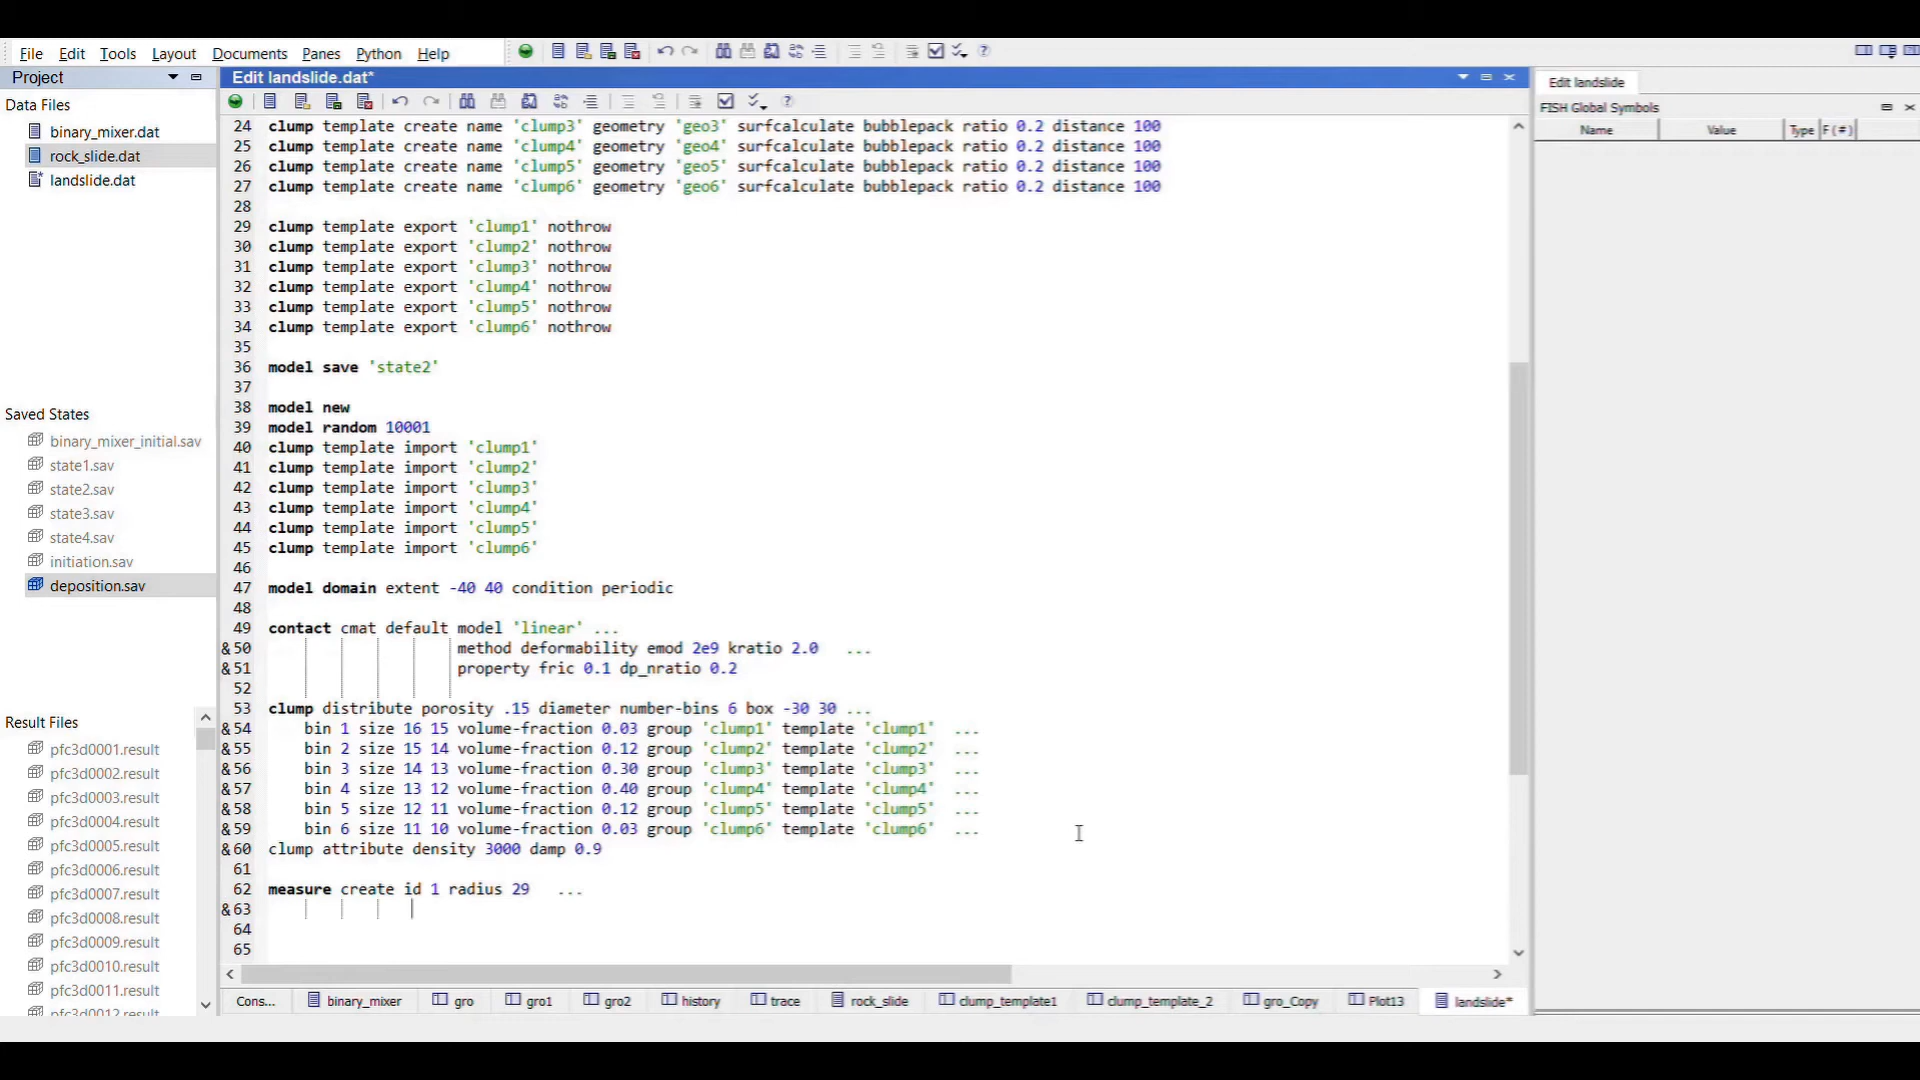 File Edit Tools Layout Documents Panes Python Help
Project
Data Files
binary_mixer.dat
rock_slide.dat
landslide.dat
Saved States
binary_mixer_initial.sav
state1.sav
state2.sav
state3.sav
state4.sav
initiation.sav
deposition.sav
Result Files
pfc3d0001.result
pfc3d0002.result
pfc3d0003.result
pfc3d0004.result
pfc3d0005.result
pfc3d0006.result
pfc3d0007.result
pfc3d0008.result
pfc3d0009.result
pfc3d0010.result
pfc3d0011.result
pfc3d0012.result
Edit landslide.dat*
24 clump template create name 'clump3' geometry 'geo3' surfcalculate bubblepack ratio 0.2 distance 100
25 clump template create name 'clump4' geometry 'geo4' surfcalculate bubblepack ratio 0.2 distance 100
26 clump template create name 'clump5' geometry 'geo5' surfcalculate bubblepack ratio 0.2 distance 100
27 clump template create name 'clump6' geometry 'geo6' surfcalculate bubblepack ratio 0.2 distance 100
28
29 clump template export 'clump1' nothrow
30 clump template export 'clump2' nothrow
31 clump template export 'clump3' nothrow
32 clump template export 'clump4' nothrow
33 clump template export 'clump5' nothrow
34 clump template export 'clump6' nothrow
35
36 model save 'state2'
37
38 model new
39 model random 10001
40 clump template import 'clump1'
41 clump template import 'clump2'
42 clump template import 'clump3'
43 clump template import 'clump4'
44 clump template import 'clump5'
45 clump template import 'clump6'
46
47 model domain extent -40 40 condition periodic
48
49 contact cmat default model 'linear' ...
&50 method deformability emod 2e9 kratio 2.0 ...
&51 property fric 0.1 dp_nratio 0.2
52
53 clump distribute porosity .15 diameter number-bins 6 box -30 30 ...
&54 bin 1 size 16 15 volume-fraction 0.03 group 'clump1' template 'clump1' ...
&55 bin 2 size 15 14 volume-fraction 0.12 group 'clump2' template 'clump2' ...
&56 bin 3 size 14 13 volume-fraction 0.30 group 'clump3' template 'clump3' ...
&57 bin 4 size 13 12 volume-fraction 0.40 group 'clump4' template 'clump4' ...
&58 bin 5 size 12 11 volume-fraction 0.12 group 'clump5' template 'clump5' ...
&59 bin 6 size 11 10 volume-fraction 0.03 group 'clump6' template 'clump6' ...
&60 clump attribute density 3000 damp 0.9
61
62 measure create id 1 radius 29 ...
&63
64
65
Cons... binary_mixer gro gro1 gro2 history trace rock_slide clump_template1 clump_template_2 gro_Copy Plot13 landslide*
Edit landslide
FISH Global Symbols
Name Value Type F(#)